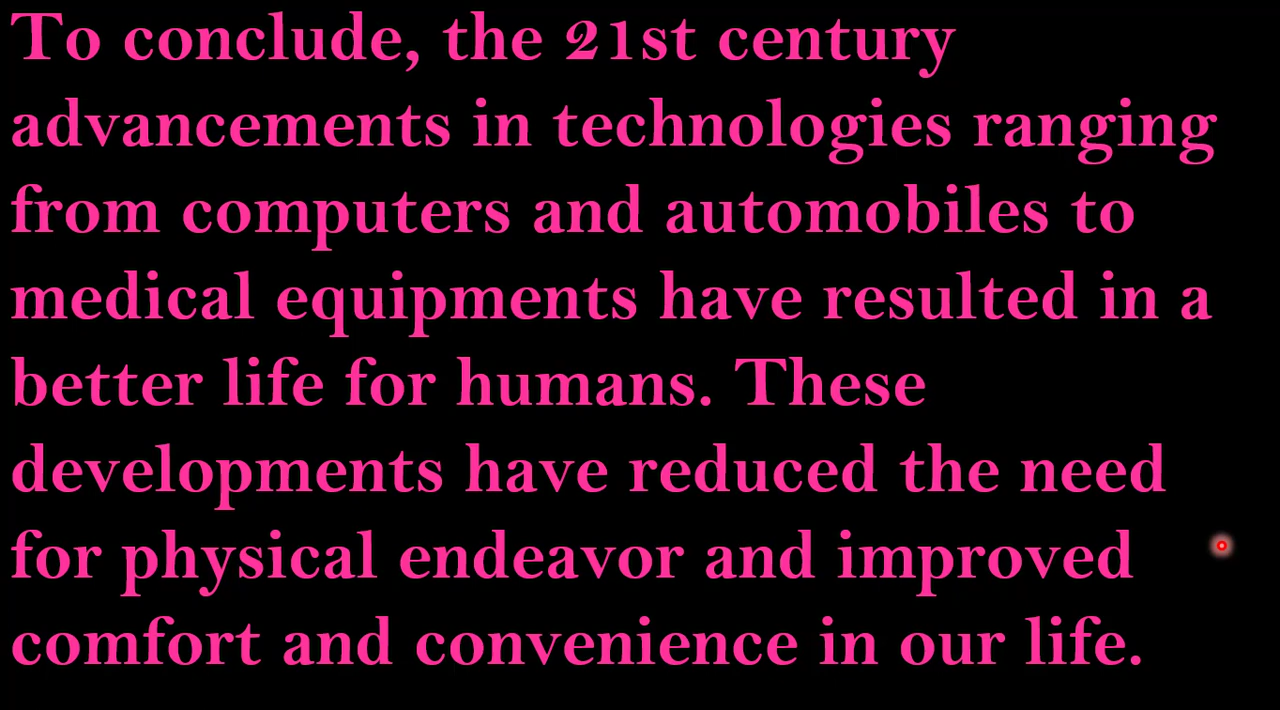 To conclude, the 21st century
advancements in technologies ranging
from computers and automobiles to
medical equipments have resulted in a
better life for humans. These
developments have reduced the need
for physical endeavor and improved
comfort and convenience in our life.